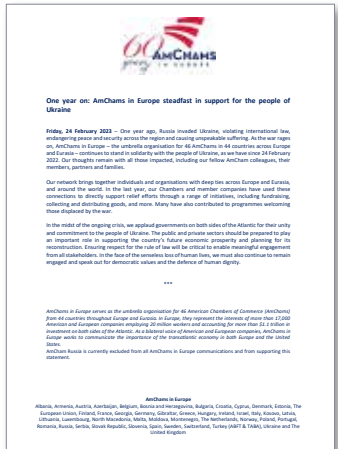 60 years
AMCHAMS
IN EUROPE
One year on: AmChams in Europe steadfast in support for the people of
Ukraine
Friday, 24 February 2023 – One year ago, Russia invaded Ukraine, violating international law,
endangering peace and security across the region and causing unspeakable suffering. As the war rages
on, AmChams in Europe – the umbrella organisation for 46 AmChams in 44 countries across Europe
and Eurasia – continues to stand in solidarity with the people of Ukraine, as we have since 24 February
2022. Our thoughts remain with all those impacted, including our fellow AmCham colleagues, their
members, partners and families.
Our network brings together individuals and organisations with deep ties across Europe and Eurasia,
and around the world. In the last year, our Chambers and member companies have used these
connections to directly support relief efforts through a range of initiatives, including fundraising,
collecting and distributing goods, and more. Many have also contributed to programmes welcoming
those displaced by the war.
In the midst of the ongoing crisis, we applaud governments on both sides of the Atlantic for their unity
and commitment to the people of Ukraine. The public and private sectors should be prepared to play
an important role in supporting the country's future economic prosperity and planning for its
reconstruction. Ensuring respect for the rule of law will be critical to enable meaningful engagement
from all stakeholders. In the face of the senseless loss of human lives, we must also continue to remain
engaged and speak out for democratic values and the defence of human dignity.
***
AmChams in Europe serves as the umbrella organisation for 46 American Chambers of Commerce (AmChams)
from 44 countries throughout Europe and Eurasia. In Europe, they represent the interests of more than 17,000
American and European companies employing 20 million workers and accounting for more than $1.1 trillion in
investment on both sides of the Atlantic. As a bilateral voice of American and European companies, AmChams in
Europe works to communicate the importance of the transatlantic economy in both Europe and the United
States.
AmCham Russia is currently excluded from all AmChams in Europe communications and from supporting this
statement.
AmChams in Europe
Albania, Armenia, Austria, Azerbaijan, Belgium, Bosnia and Herzegovina, Bulgaria, Croatia, Cyprus, Denmark, Estonia, The
European Union, Finland, France, Georgia, Germany, Gibraltar, Greece, Hungary, Ireland, Israel, Italy, Kosovo, Latvia,
Lithuania, Luxembourg, North Macedonia, Malta, Moldova, Montenegro, The Netherlands, Norway, Poland, Portugal,
Romania, Russia, Serbia, Slovak Republic, Slovenia, Spain, Sweden, Switzerland, Turkey (ABFT & TABA), Ukraine and The
United Kingdom